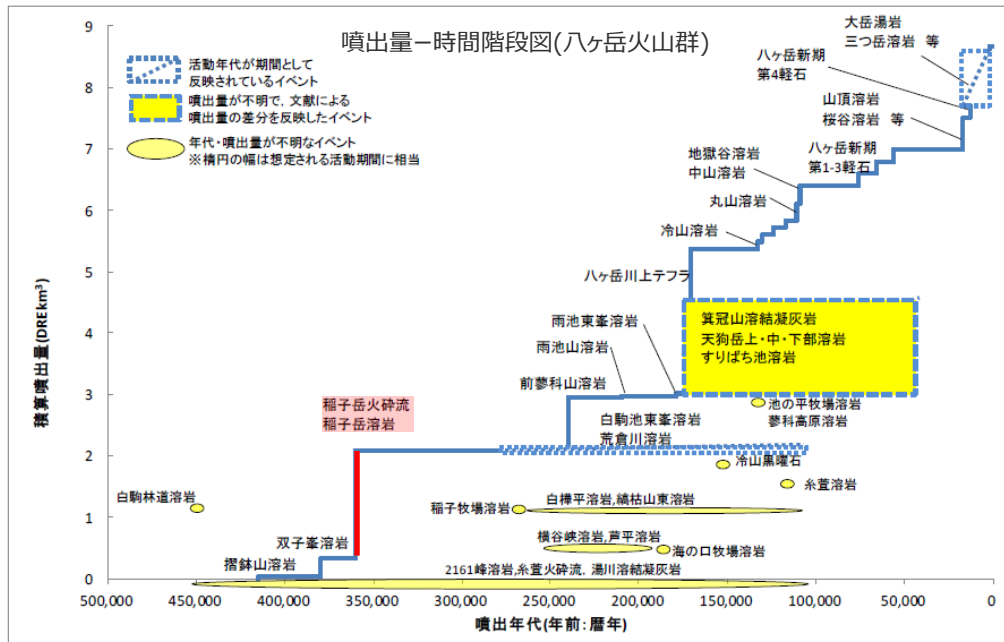 噴出量−時間階段図(八ヶ岳火山群)
活動年代が期間として
反映されているイベント
噴出量が不明で，文献による
噴出量の差分を反映したイベント
年代・噴出量が不明なイベント
※楕円の幅は想定される活動期間に相当
大岳溶岩
三つ岳溶岩 等
八ヶ岳新期
第4軽石
山頂溶岩
桜谷溶岩 等
八ヶ岳新期
第1-3軽石
地獄谷溶岩
中山溶岩
丸山溶岩
冷山溶岩
八ヶ岳川上テフラ
箕冠山溶結凝灰岩
天狗岳上・中・下部溶岩
すりばち池溶岩
雨池東峯溶岩
雨池山溶岩
前蓼科山溶岩
池の平牧場溶岩
蓼科高原溶岩
稲子岳火砕流
稲子岳溶岩
白駒池東峯溶岩
荒倉川溶岩
冷山黒曜石
糸萱溶岩
白駒林道溶岩
稲子牧場溶岩
白樺平溶岩,縞枯山東溶岩
横谷峡溶岩,芦平溶岩
海の口牧場溶岩
双子峯溶岩
摺鉢山溶岩
2161峰溶岩,糸萱火砕流，湯川溶結凝灰岩
積算噴出量(DREkm³)
9
8
7
6
5
4
3
2
1
0
500,000 450,000 400,000 350,000 300,000 250,000 200,000 150,000 100,000 50,000 0
噴出年代(年前:暦年)